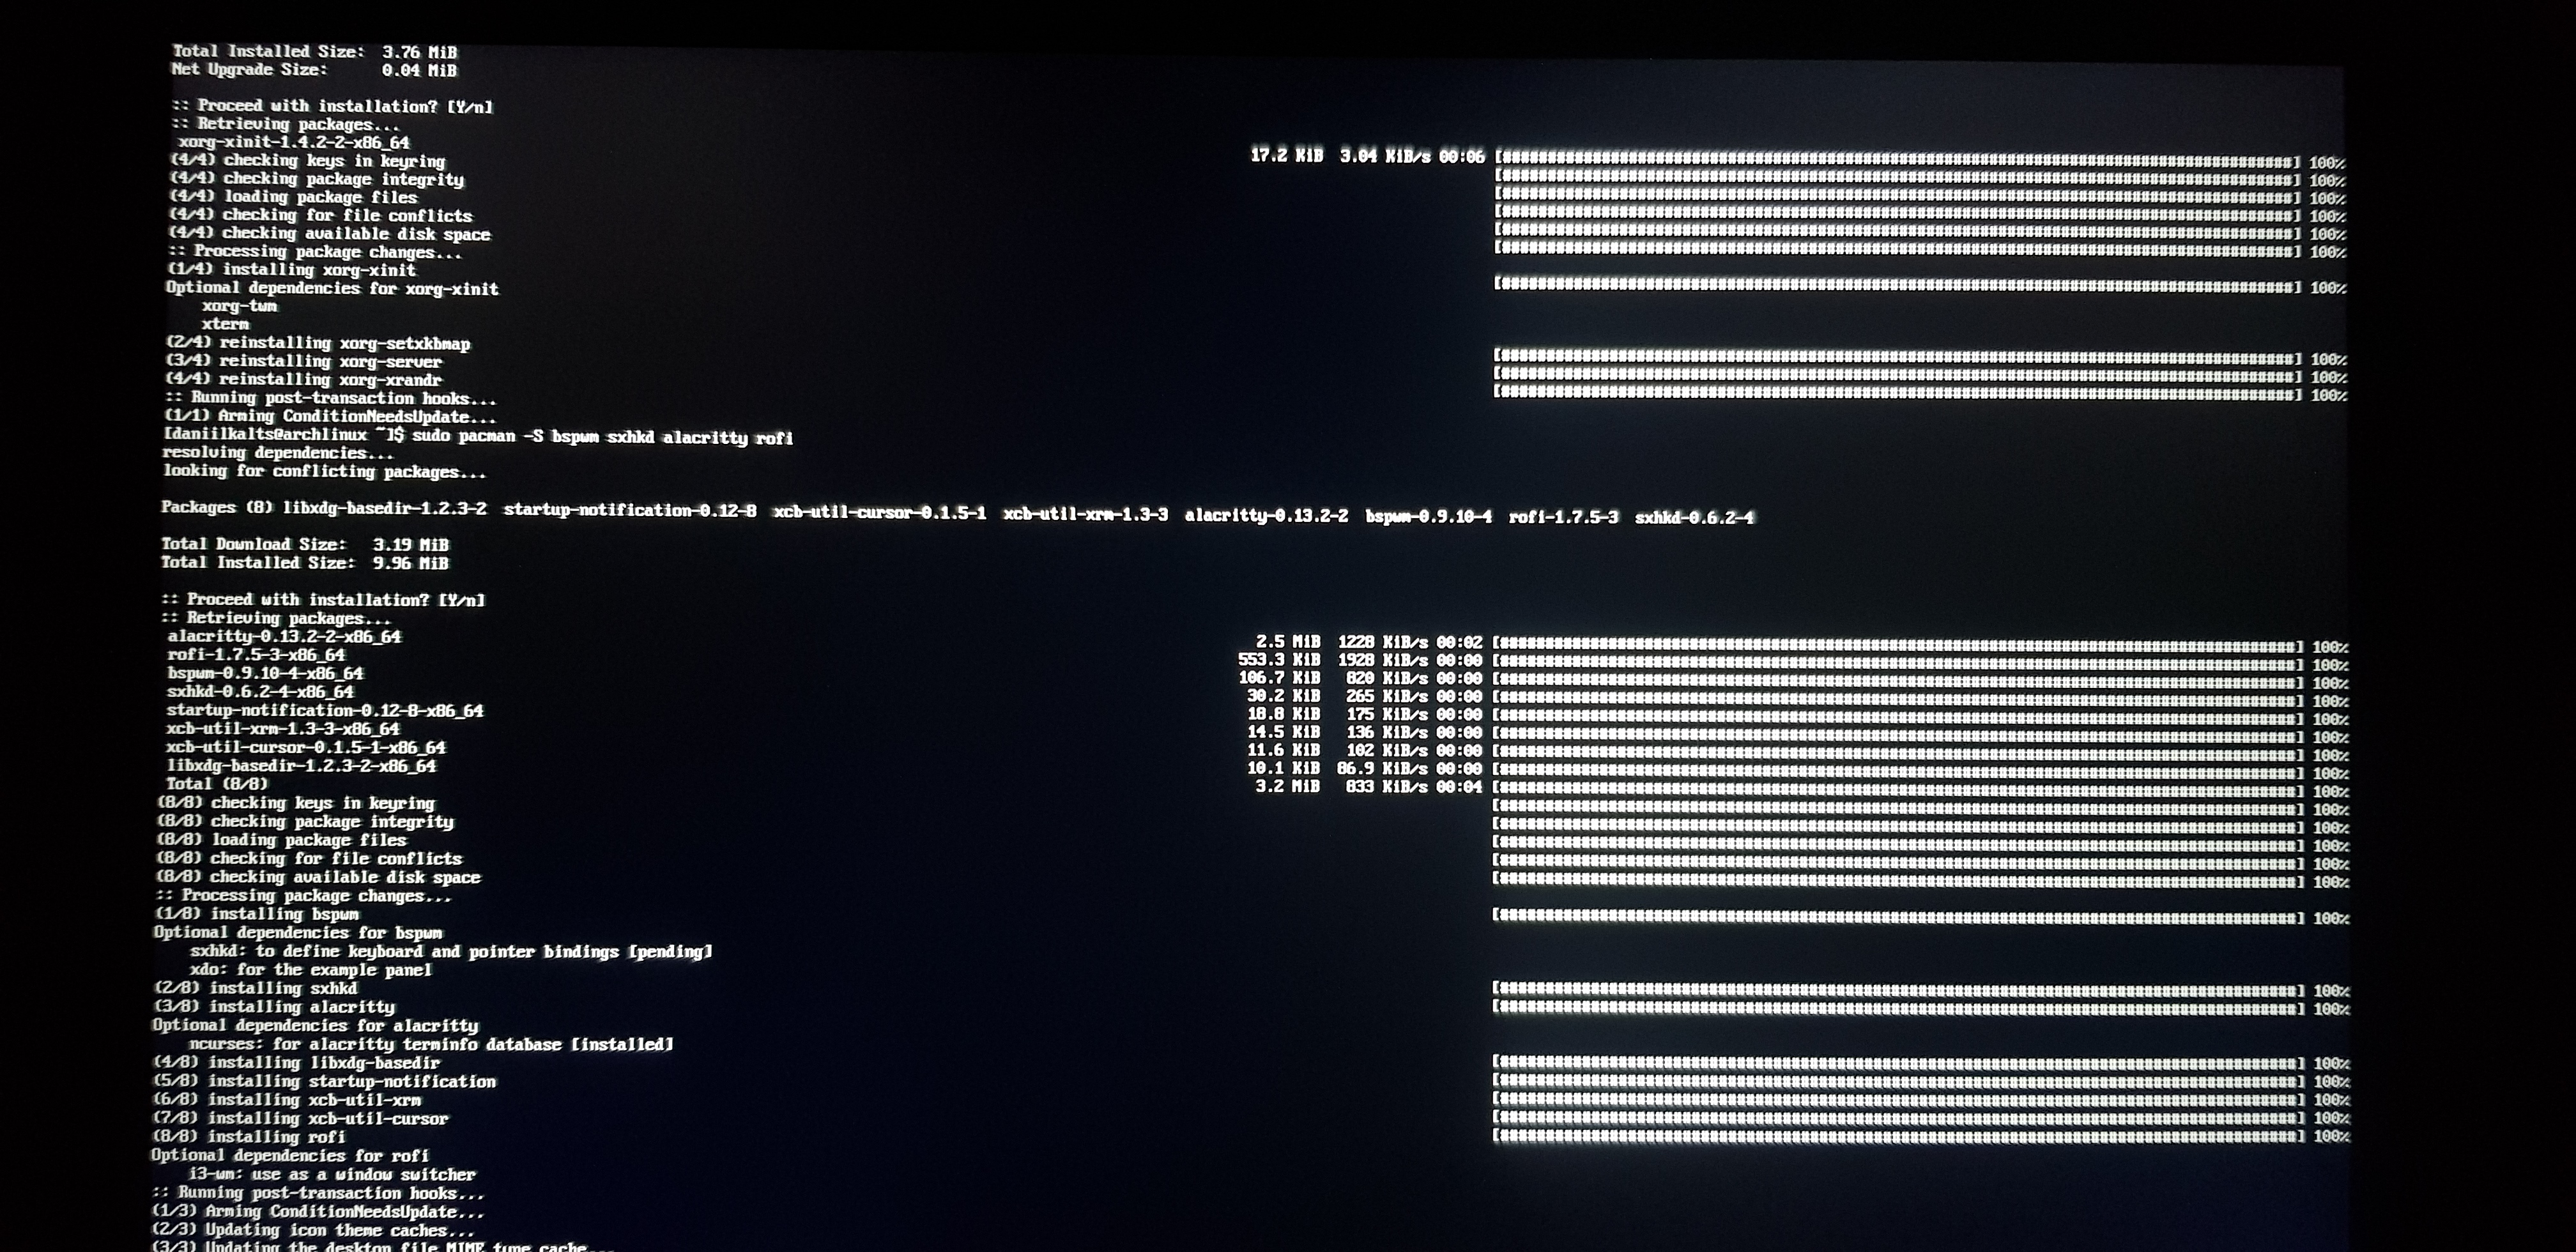 Total Installed Size:  3.76 MiB
Net Upgrade Size:      0.04 MiB
:: Proceed with installation? [Y/n]
:: Retrieving packages...
xorg-xinit-1.4.2-2-x86_64 17.2 KiB 3.04 KiB/s 00:06 [######################] 100%
(4/4) checking keys in keyring [######################] 100%
(4/4) checking package integrity [######################] 100%
(4/4) loading package files [######################] 100%
(4/4) checking for file conflicts [######################] 100%
(4/4) checking available disk space [######################] 100%
:: Processing package changes...
(1/4) installing xorg-xinit [######################] 100%
Optional dependencies for xorg-xinit
xorg-twm
xterm
(2/4) reinstalling xorg-setxkbmap [######################] 100%
(3/4) reinstalling xorg-server [######################] 100%
(4/4) reinstalling xorg-xrandr [######################] 100%
:: Running post-transaction hooks...
(1/1) Arming ConditionNeedsUpdate...
[daniilkalts@archlinux ~]$ sudo pacman -S bspwm sxhkd alacritty rofi
resolving dependencies...
looking for conflicting packages...
Packages (8) libxdg-basedir-1.2.3-2  startup-notification-0.12-8  xcb-util-cursor-0.1.5-1  xcb-util-xrm-1.3-3  alacritty-0.13.2-2  bspwm-0.9.10-4  rofi-1.7.5-3  sxhkd-0.6.2-4
Total Download Size:   3.19 MiB
Total Installed Size:  9.96 MiB
:: Proceed with installation? [Y/n]
:: Retrieving packages...
alacritty-0.13.2-2-x86_64 2.5 MiB 1228 KiB/s 00:02 [######################] 100%
rofi-1.7.5-3-x86_64 553.3 KiB 1928 KiB/s 00:00 [######################] 100%
bspwm-0.9.10-4-x86_64 106.7 KiB 820 KiB/s 00:00 [######################] 100%
sxhkd-0.6.2-4-x86_64 30.2 KiB 265 KiB/s 00:00 [######################] 100%
startup-notification-0.12-8-x86_64 18.8 KiB 175 KiB/s 00:00 [######################] 100%
xcb-util-xrm-1.3-3-x86_64 14.5 KiB 136 KiB/s 00:00 [######################] 100%
xcb-util-cursor-0.1.5-1-x86_64 11.6 KiB 102 KiB/s 00:00 [######################] 100%
libxdg-basedir-1.2.3-2-x86_64 10.1 KiB 86.9 KiB/s 00:00 [######################] 100%
Total (8/8) 3.2 MiB 833 KiB/s 00:04 [######################] 100%
(8/8) checking keys in keyring [######################] 100%
(8/8) checking package integrity [######################] 100%
(8/8) loading package files [######################] 100%
(8/8) checking for file conflicts [######################] 100%
(8/8) checking available disk space [######################] 100%
:: Processing package changes...
(1/8) installing bspwm [######################] 100%
Optional dependencies for bspwm
sxhkd: to define keyboard and pointer bindings [pending]
xdo: for the example panel
(2/8) installing sxhkd [######################] 100%
(3/8) installing alacritty [######################] 100%
Optional dependencies for alacritty
ncurses: for alacritty terminfo database [installed]
(4/8) installing libxdg-basedir [######################] 100%
(5/8) installing startup-notification [######################] 100%
(6/8) installing xcb-util-xrm [######################] 100%
(7/8) installing xcb-util-cursor [######################] 100%
(8/8) installing rofi [######################] 100%
Optional dependencies for rofi
i3-wm: use as a window switcher
:: Running post-transaction hooks...
(1/3) Arming ConditionNeedsUpdate...
(2/3) Updating icon theme caches...
(3/3) Updating the desktop file MIME type cache...